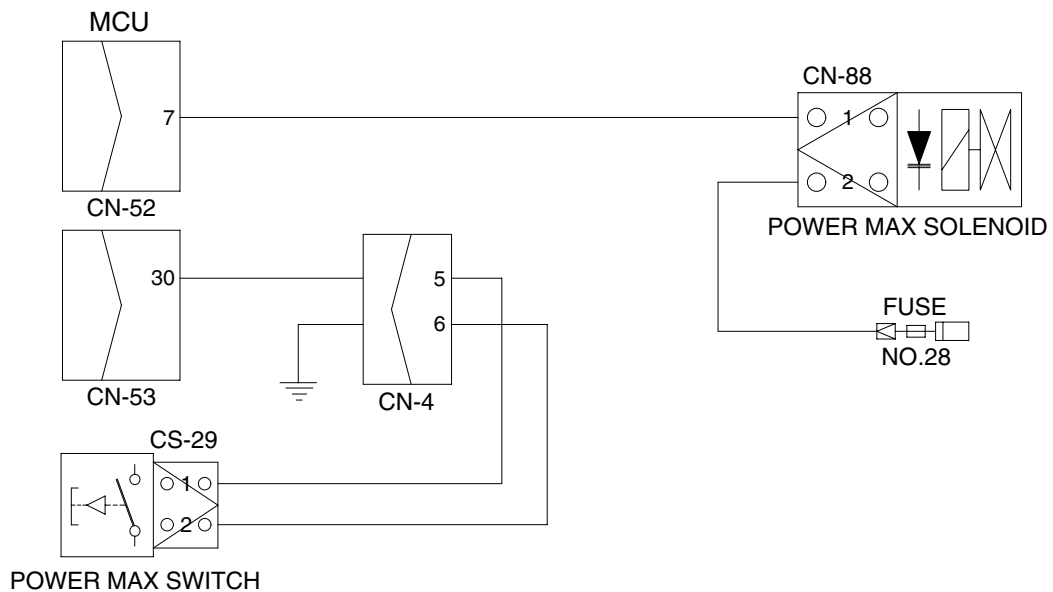 MCU
7
CN-52
CN-88
1
2
POWER MAX SOLENOID
30
CN-53
5
6
CN-4
FUSE
NO.28
CS-29
1
2
POWER MAX SWITCH